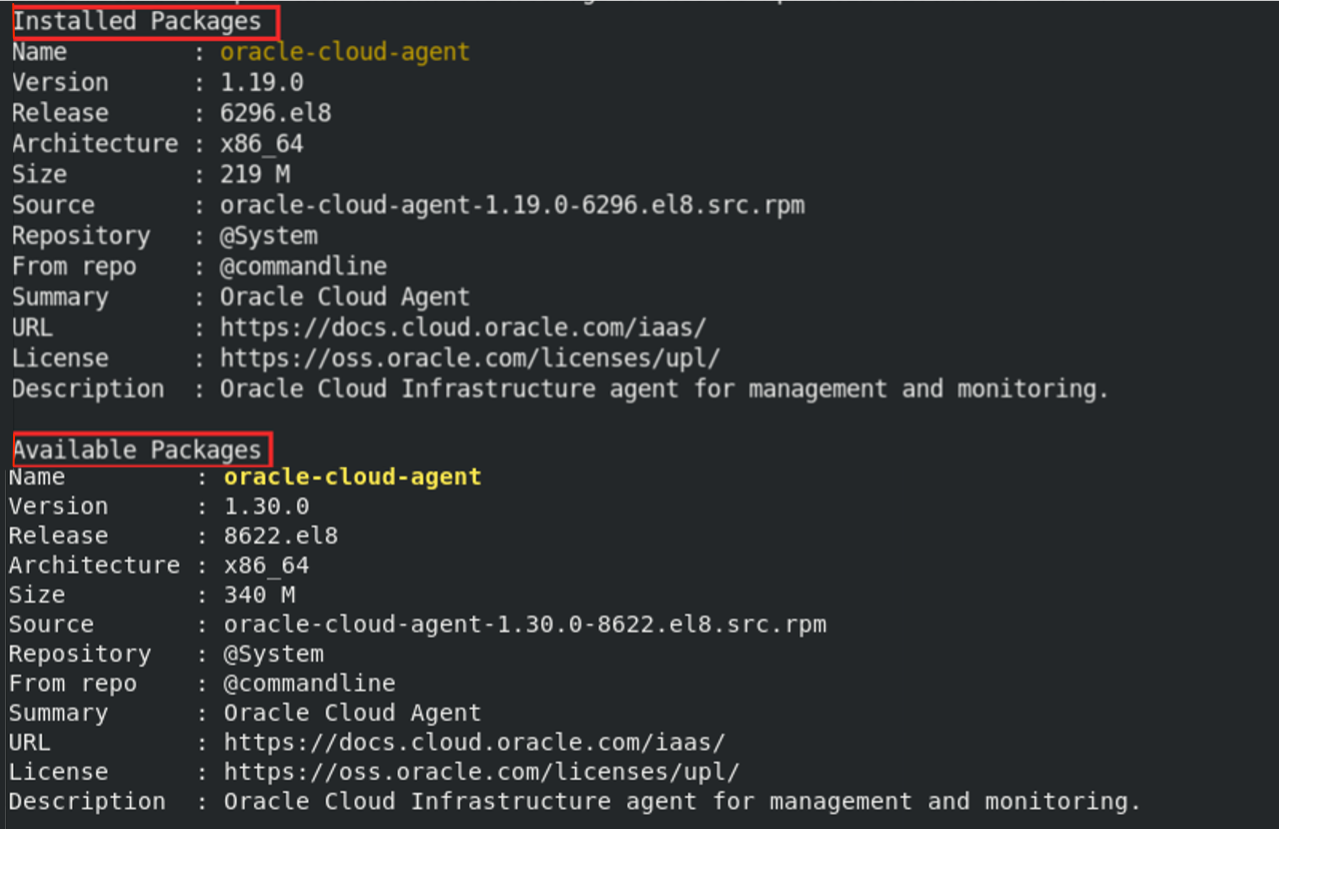 Installed Packages
Name         : oracle-cloud-agent
Version      : 1.19.0
Release      : 6296.el8
Architecture : x86_64
Size         : 219 M
Source       : oracle-cloud-agent-1.19.0-6296.el8.src.rpm
Repository   : @System
From repo    : @commandline
Summary      : Oracle Cloud Agent
URL          : https://docs.cloud.oracle.com/iaas/
License      : https://oss.oracle.com/licenses/upl/
Description  : Oracle Cloud Infrastructure agent for management and monitoring.
Available Packages
Name         : oracle-cloud-agent
Version      : 1.30.0
Release      : 8622.el8
Architecture : x86_64
Size         : 340 M
Source       : oracle-cloud-agent-1.30.0-8622.el8.src.rpm
Repository   : @System
From repo    : @commandline
Summary      : Oracle Cloud Agent
URL          : https://docs.cloud.oracle.com/iaas/
License      : https://oss.oracle.com/licenses/upl/
Description  : Oracle Cloud Infrastructure agent for management and monitoring.